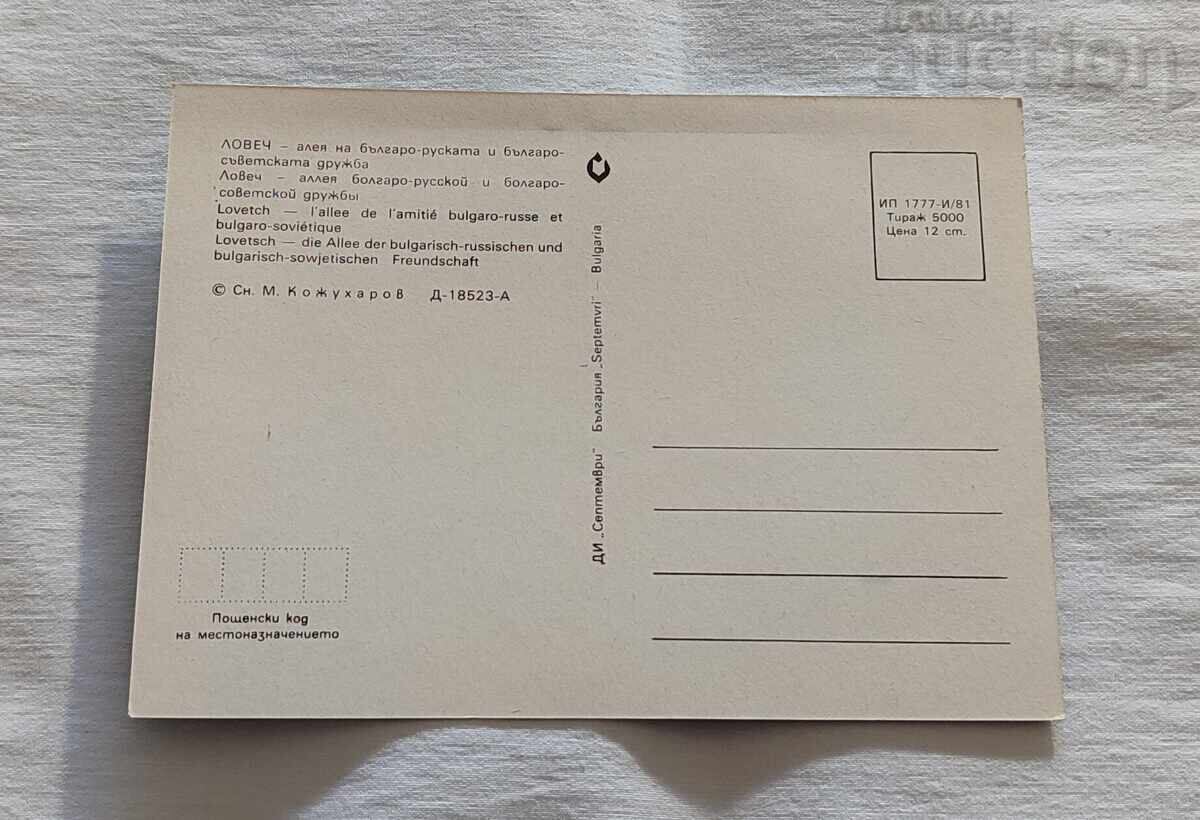 ЛОВЕЧ – алея на българо-руската и българо-
съветската дружба
Ловеч – аллея болгаро-русской и болгаро-
советской дружбы
Lovetch — l'allee de l'amitié bulgaro-russe et
bulgaro-soviétique
Lovetsch — die Allee der bulgarisch-russischen und
bulgarisch-sowjetischen Freundschaft
© Сн. М. Кожухаров Д-18523-А
Пощенски код
на местоназначението
ДИ „Септември" България „Septemvri" – Bulgaria
ИП 1777-И/81
Тираж 5000
Цена 12 ст.
БАЛКАН
auction